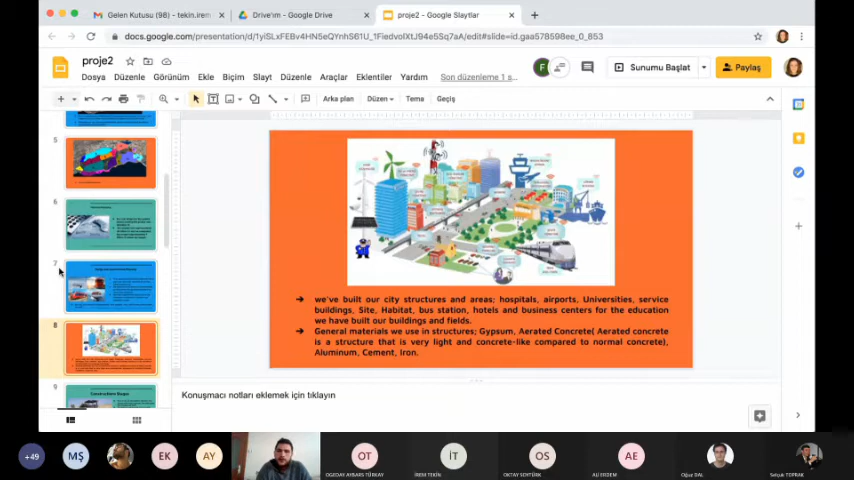 Gelen Kutusu (98) - tekin.irem
Drive'ım - Google Drive
proje2 - Google Slaytlar
docs.google.com/presentation/d/1yiSLxFEBv4HN5eQYnhS61U_1FiedvolXtJ94e5Sq7aA/edit#slide=id.gaa578598ee_0_853
proje2
Dosya Düzenle Görünüm Ekle Biçim Slayt Düzenle Araçlar Eklentiler Yardım Son düzenleme 1 s...
F
Sunumu Başlat
Paylaş
Arka plan Düzen Tema Geçiş
5
6
7
8
9
➔ we've built our city structures and areas; hospitals, airports, Universities, service
buildings, Site, Habitat, bus station, hotels and business centers for the education
we have built our buildings and fields.
➔ General materials we use in structures; Gypsum, Aerated Concrete( Aerated concrete
is a structure that is very light and concrete-like compared to normal concrete),
Aluminum, Cement, Iron.
Konuşmacı notları eklemek için tıklayın
+49
MŞ
EK
AY
OT
İT
OS
AE
OGEDAY AYBARS TÜRKAY
İREM TEKİN
OKTAY SENTÜRK
ALİ ERDEM
Oğuz DAL
Selçuk TOPRAK